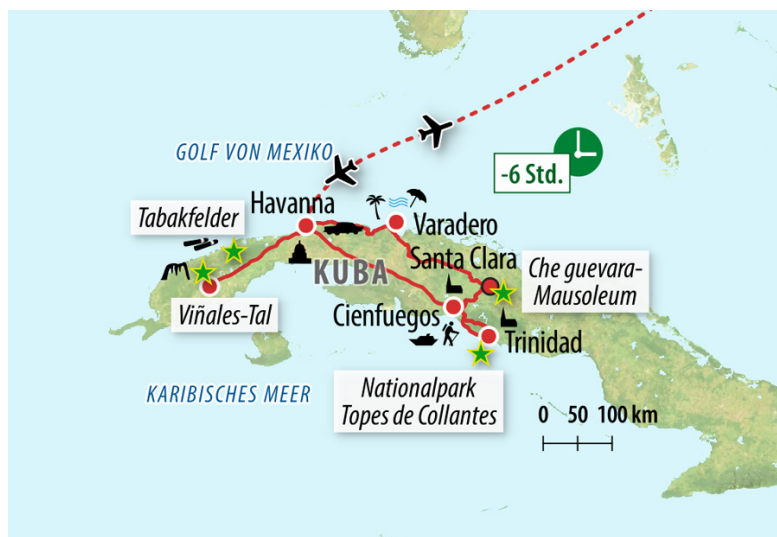 GOLF VON MEXIKO
-6 Std.
Tabakfelder
Havanna
Varadero
Santa Clara
KUBA
Che guevara-
Mausoleum
Viñales-Tal
Cienfuegos
Trinidad
KARIBISCHES MEER
Nationalpark
Topes de Collantes
0 50 100 km